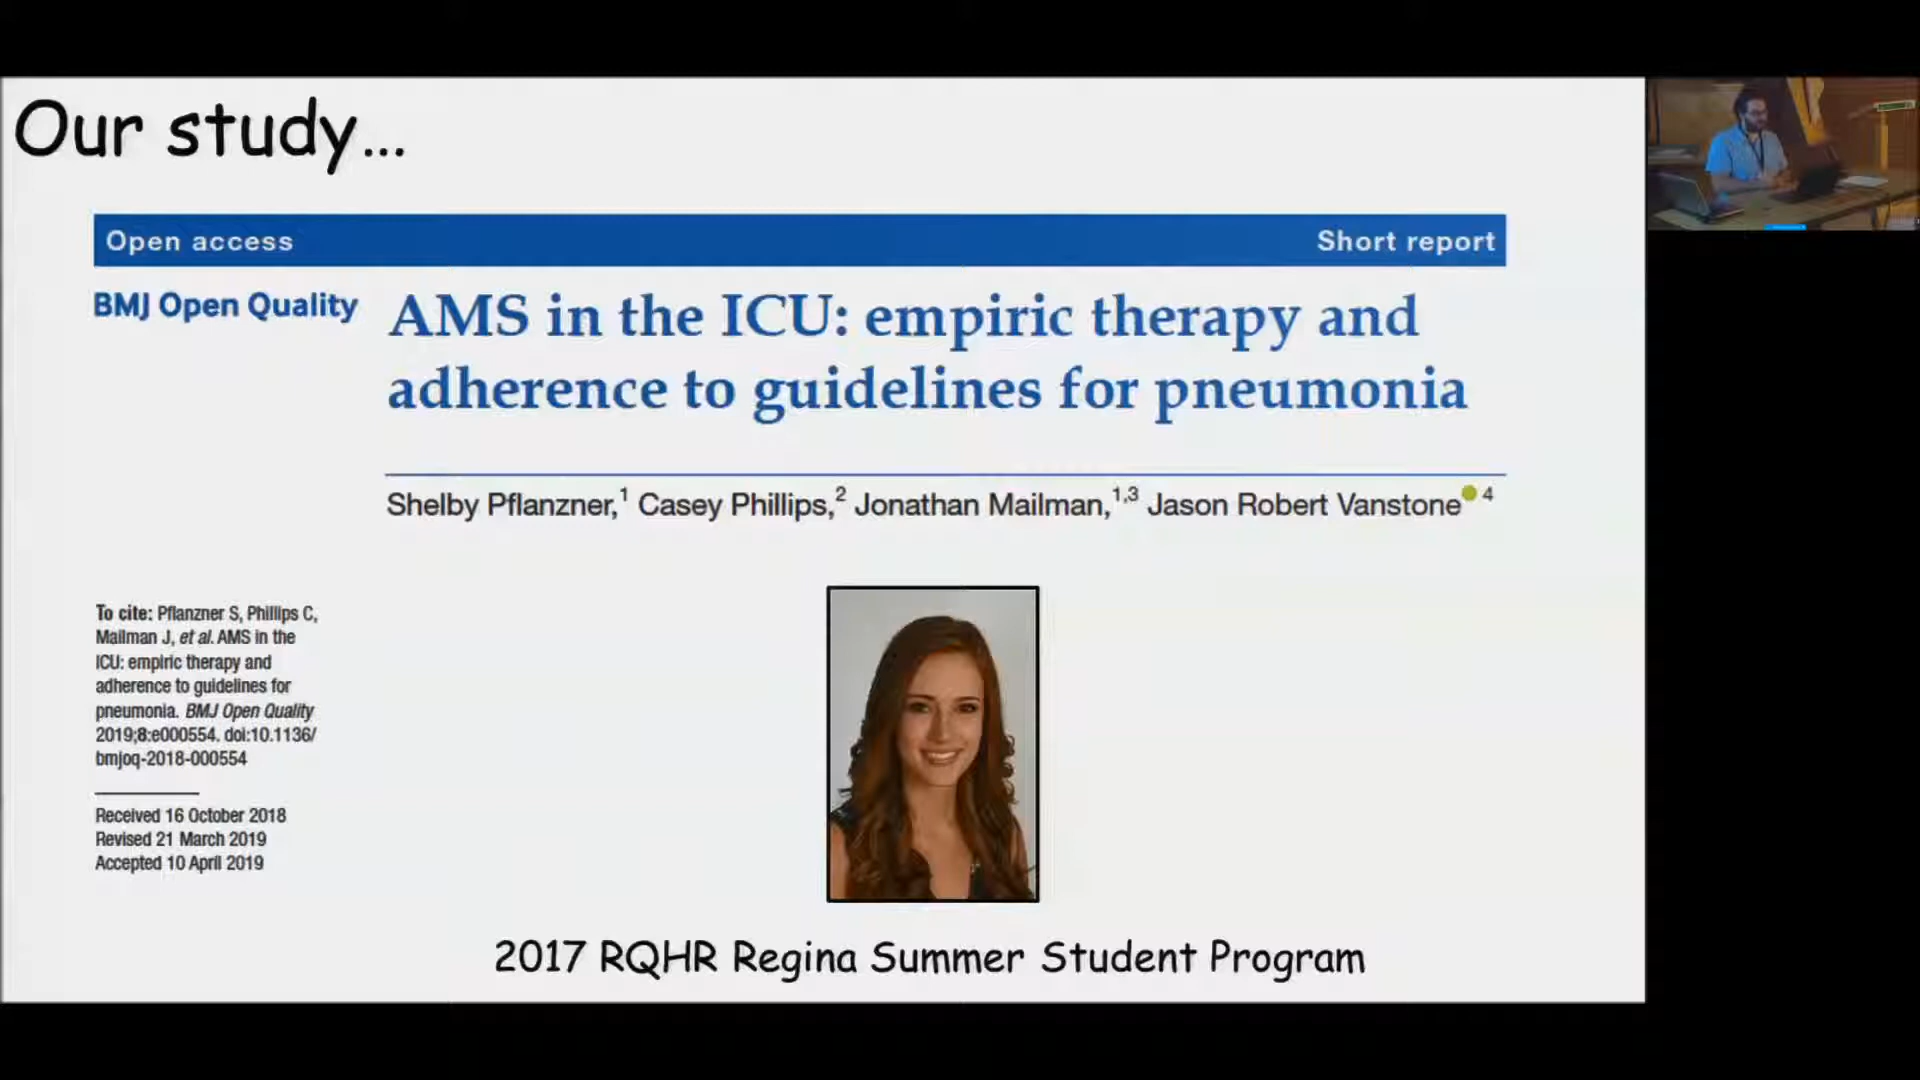 Our study...
Open access
Short report
BMJ Open Quality
AMS in the ICU: empiric therapy and
adherence to guidelines for pneumonia
Shelby Pflanzner,1 Casey Phillips,2 Jonathan Mailman,1,3 Jason Robert Vanstone 4
To cite: Pflanzner S, Phillips C,
Mailman J, et al. AMS in the
ICU: empiric therapy and
adherence to guidelines for
pneumonia. BMJ Open Quality
2019;8:e000554. doi:10.1136/
bmjoq-2018-000554
Received 16 October 2018
Revised 21 March 2019
Accepted 10 April 2019
2017 RQHR Regina Summer Student Program